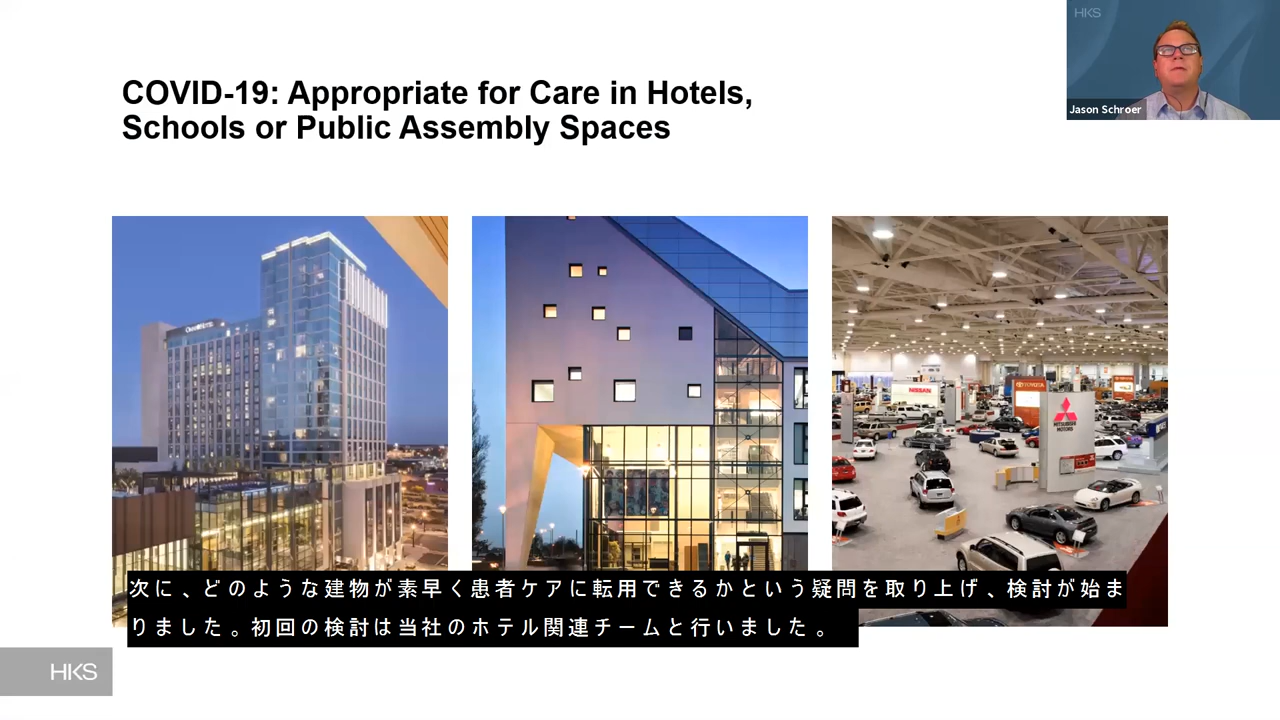 HKS
Jason Schroer
COVID-19: Appropriate for Care in Hotels,
Schools or Public Assembly Spaces
NISSAN
TOYOTA
MITSUBISHI
MOTORS
次に、どのような建物が素早く患者ケアに転用できるかという疑問を取り上げ、検討が始ま
りました。初回の検討は当社のホテル関連チームと行いました。
HKS